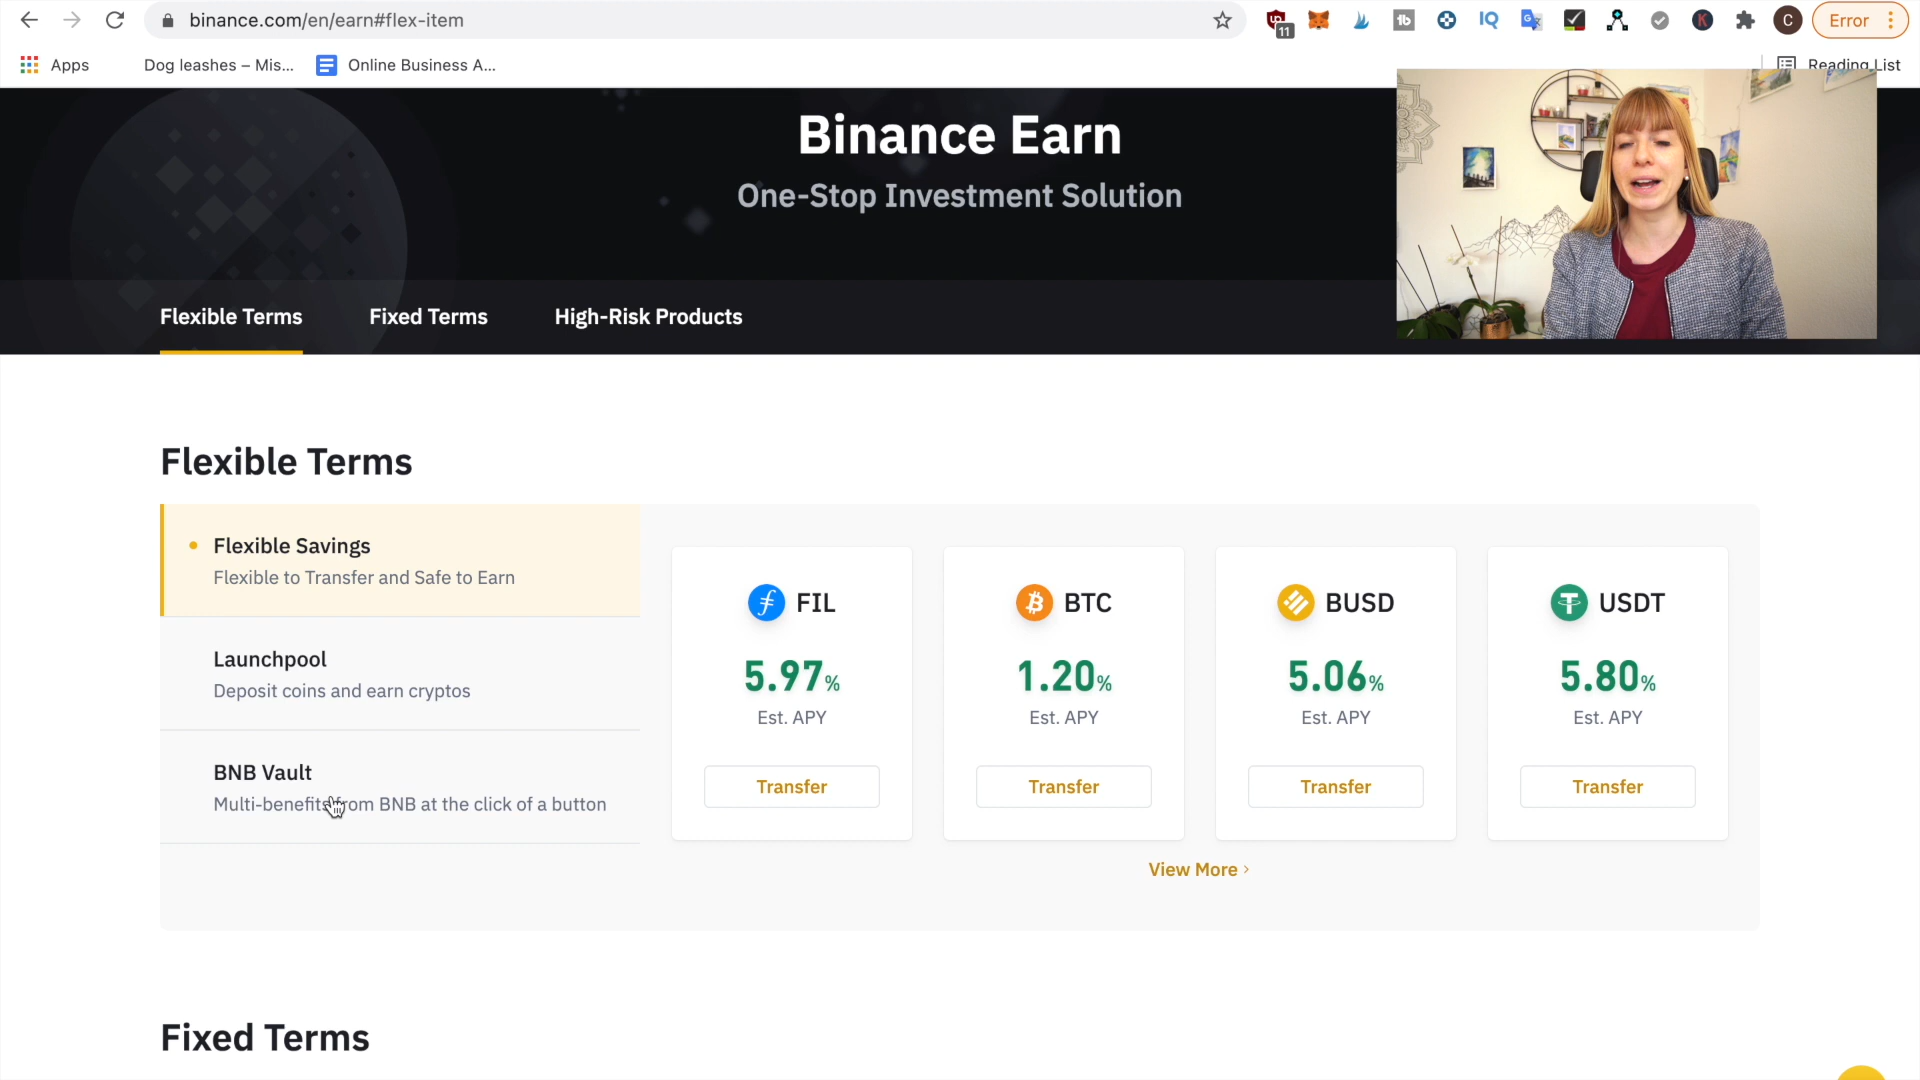 binance.com/en/earn#flex-item
11
tb
IQ
K
C
Error
Apps
Dog leashes – Mis...
Online Business A...
Reading List
Binance Earn
One-Stop Investment Solution
Flexible Terms
Fixed Terms
High-Risk Products
Flexible Terms
Flexible Savings
Flexible to Transfer and Safe to Earn
Launchpool
Deposit coins and earn cryptos
BNB Vault
Multi-benefits from BNB at the click of a button
FIL
5.97%
Est. APY
Transfer
BTC
1.20%
Est. APY
Transfer
BUSD
5.06%
Est. APY
Transfer
USDT
5.80%
Est. APY
Transfer
View More
Fixed Terms